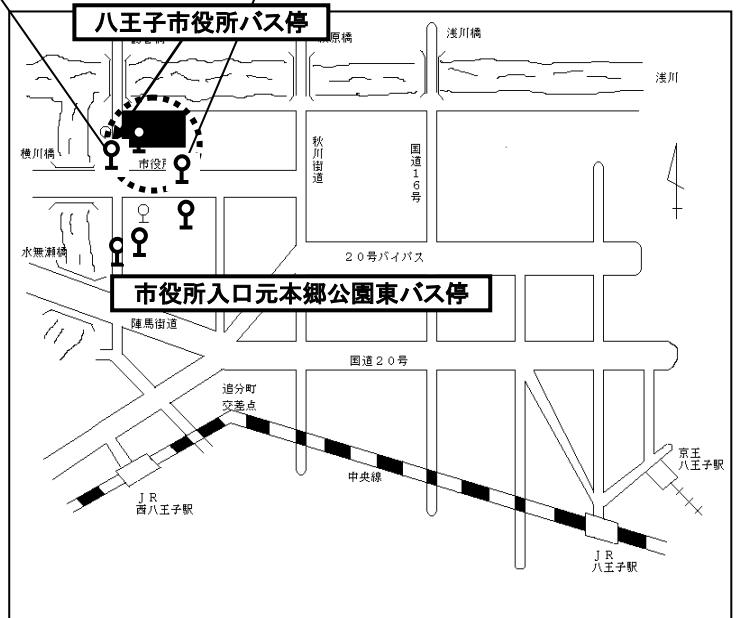 八王子市役所バス停
浅川橋
浅川
横川橋
秋川街道
国道16号
水無瀬橋
20号バイパス
市役所入口元本郷公園東バス停
陣馬街道
国道20号
追分町
交差点
中央線
京王
八王子駅
JR
西八王子駅
JR
八王子駅